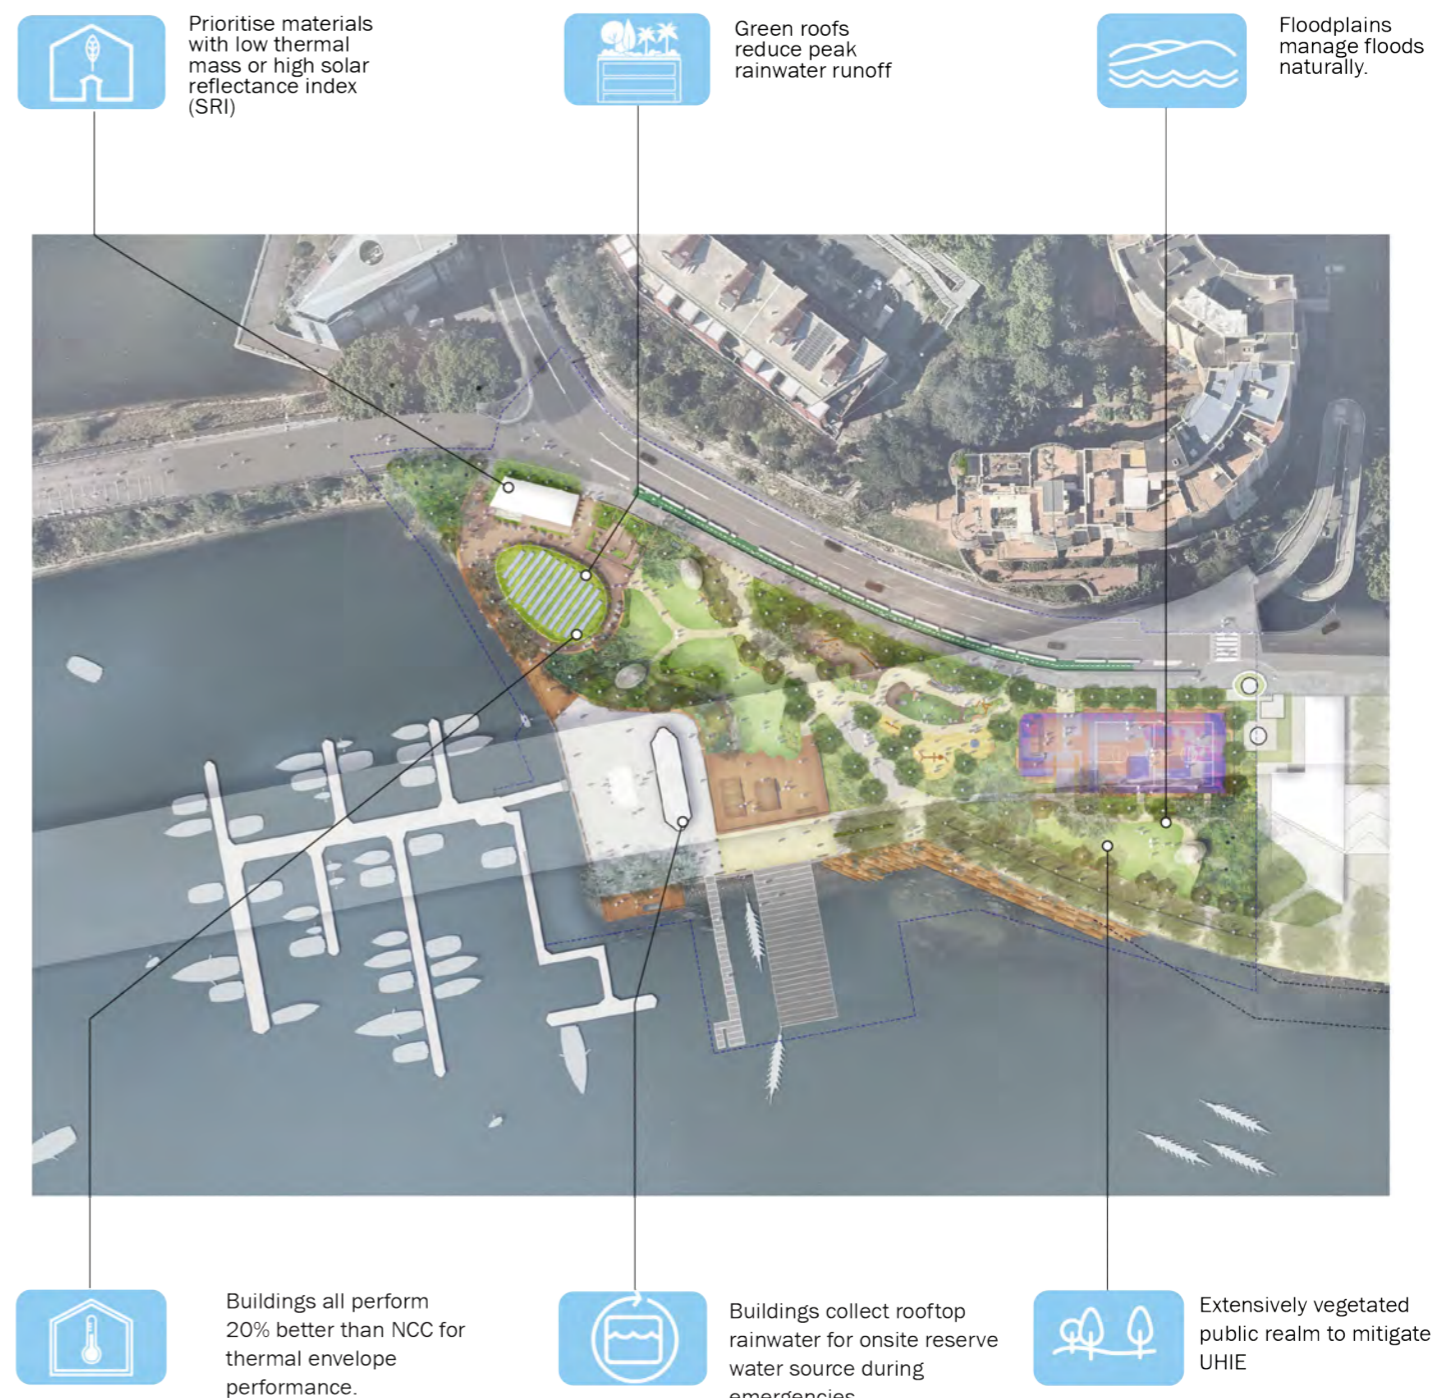 Prioritise materials
with low thermal
mass or high solar
reflectance index
(SRI)
Green roofs
reduce peak
rainwater runoff
Floodplains
manage floods
naturally.
Buildings all perform
20% better than NCC for
thermal envelope
performance.
Buildings collect rooftop
rainwater for onsite reserve
water source during
emergencies
Extensively vegetated
public realm to mitigate
UHIE